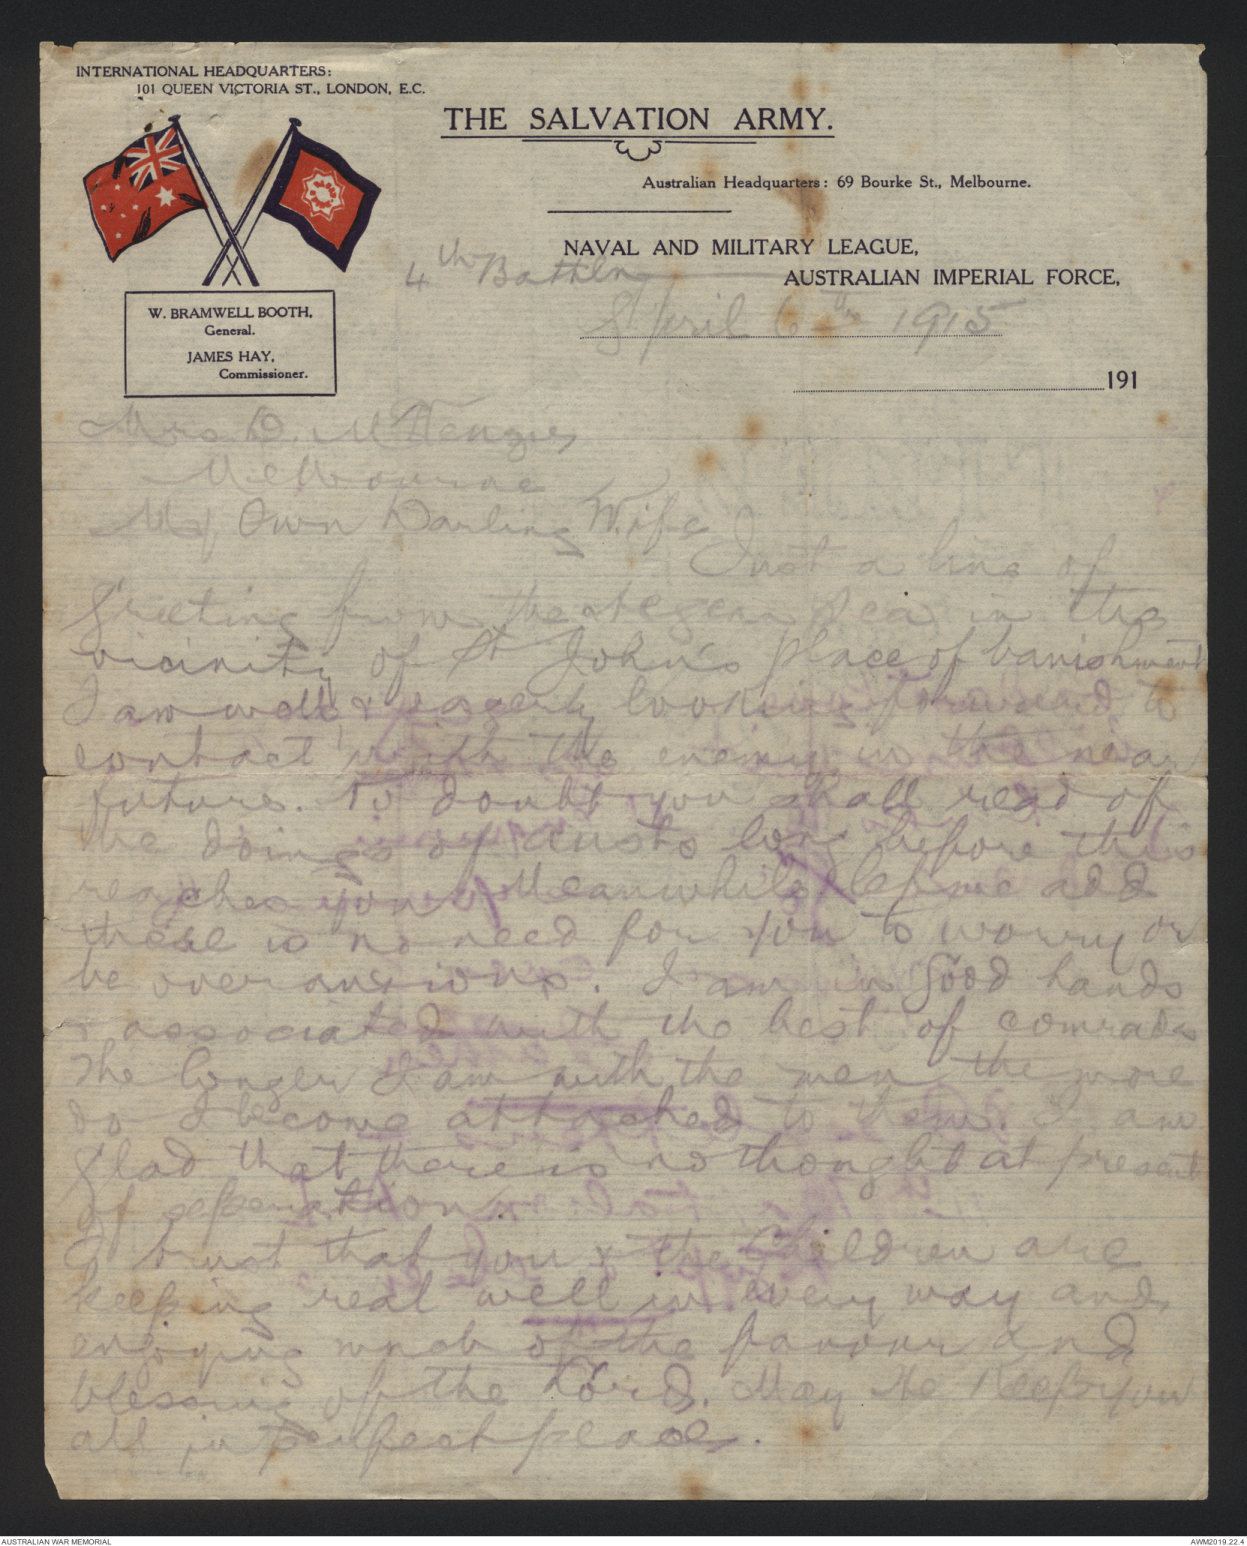 INTERNATIONAL HEADQUARTERS:
101 QUEEN VICTORIA ST., LONDON, E.C.
THE SALVATION ARMY.
Australian Headquarters: 69 Bourke St., Melbourne.
NAVAL AND MILITARY LEAGUE,
AUSTRALIAN IMPERIAL FORCE,
4th Battln
April 6th 1915
191
W. BRAMWELL BOOTH,
General.
JAMES HAY,
Commissioner.
Mrs D. McKenzie,
Melbourne
My Own Darling Wife
Just a line of
greeting from the Aegean Sea in the
vicinity of St John's place of banishment
I am well & eagerly looking forward to
contact with the enemy in the near
future. No doubt you shall read of
the doings of Austs long before this
reaches you. Meanwhile let me add
there is no need for you to worry or
be over anxious. I am in good hands
& associated with the best of comrades
The longer I am with the men the more
do I become attached to them. I am
glad that there is no thought at present
of seperation.
I trust that you & the Children are
keeping real well in every way and
enjoying much of the favour and
blessing of the Lord. May He Keep you
all in perfect peace.
AUSTRALIAN WAR MEMORIAL
AWM2019.22.4